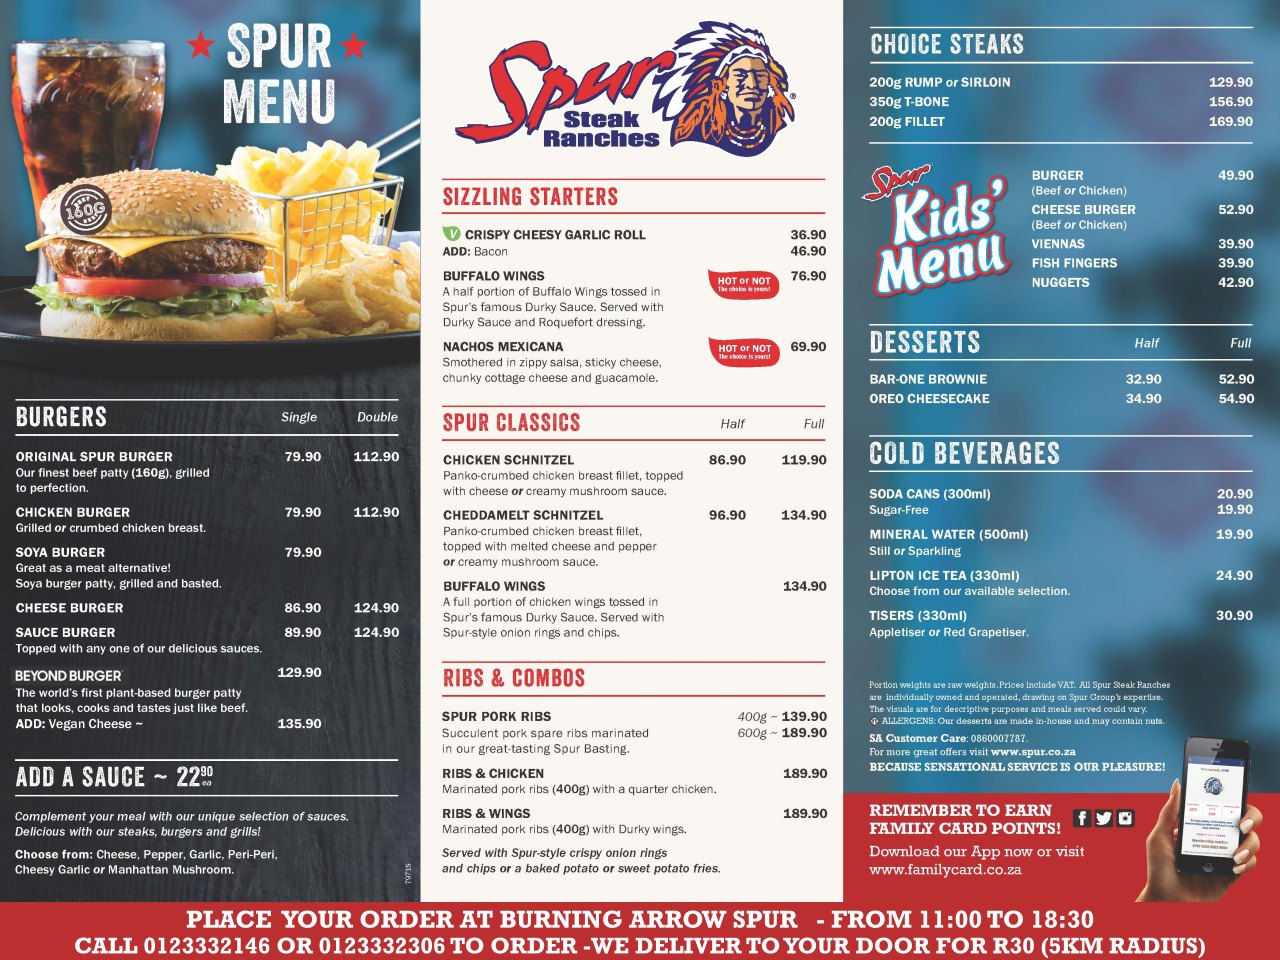 SPUR
MENU
BEEF
160G
BURGERS Single Double
ORIGINAL SPUR BURGER 79.90 112.90
Our finest beef patty (160g), grilled
to perfection.
CHICKEN BURGER 79.90 112.90
Grilled or crumbed chicken breast.
SOYA BURGER 79.90
Great as a meat alternative!
Soya burger patty, grilled and basted.
CHEESE BURGER 86.90 124.90
SAUCE BURGER 89.90 124.90
Topped with any one of our delicious sauces.
BEYOND BURGER 129.90
The world's first plant-based burger patty
that looks, cooks and tastes just like beef.
ADD: Vegan Cheese ~ 135.90
ADD A SAUCE ~ 22⁹⁰ ea
Complement your meal with our unique selection of sauces.
Delicious with our steaks, burgers and grills!
Choose from: Cheese, Pepper, Garlic, Peri-Peri,
Cheesy Garlic or Manhattan Mushroom.
79718
Spur
Steak
Ranches ®
SIZZLING STARTERS
V CRISPY CHEESY GARLIC ROLL 36.90
ADD: Bacon 46.90
BUFFALO WINGS HOT or NOT 76.90
The choice is yours!
A half portion of Buffalo Wings tossed in
Spur's famous Durky Sauce. Served with
Durky Sauce and Roquefort dressing.
NACHOS MEXICANA HOT or NOT 69.90
The choice is yours!
Smothered in zippy salsa, sticky cheese,
chunky cottage cheese and guacamole.
SPUR CLASSICS Half Full
CHICKEN SCHNITZEL 86.90 119.90
Panko-crumbed chicken breast fillet, topped
with cheese or creamy mushroom sauce.
CHEDDAMELT SCHNITZEL 96.90 134.90
Panko-crumbed chicken breast fillet,
topped with melted cheese and pepper
or creamy mushroom sauce.
BUFFALO WINGS 134.90
A full portion of chicken wings tossed in
Spur's famous Durky Sauce. Served with
Spur-style onion rings and chips.
RIBS & COMBOS
SPUR PORK RIBS 400g ~ 139.90
Succulent pork spare ribs marinated 600g ~ 189.90
in our great-tasting Spur Basting.
RIBS & CHICKEN 189.90
Marinated pork ribs (400g) with a quarter chicken.
RIBS & WINGS 189.90
Marinated pork ribs (400g) with Durky wings.
Served with Spur-style crispy onion rings
and chips or a baked potato or sweet potato fries.
CHOICE STEAKS
200g RUMP or SIRLOIN 129.90
350g T-BONE 156.90
200g FILLET 169.90
Spur
Kids'
Menu
BURGER 49.90
(Beef or Chicken)
CHEESE BURGER 52.90
(Beef or Chicken)
VIENNAS 39.90
FISH FINGERS 39.90
NUGGETS 42.90
DESSERTS Half Full
BAR-ONE BROWNIE 32.90 52.90
OREO CHEESECAKE 34.90 54.90
COLD BEVERAGES
SODA CANS (300ml) 20.90
Sugar-Free 19.90
MINERAL WATER (500ml) 19.90
Still or Sparkling
LIPTON ICE TEA (330ml) 24.90
Choose from our available selection.
TISERS (330ml) 30.90
Appletiser or Red Grapetiser.
Portion weights are raw weights. Prices include VAT. All Spur Steak Ranches
are individually owned and operated, drawing on Spur Group's expertise.
The visuals are for descriptive purposes and meals served could vary.
ALLERGENS: Our desserts are made in-house and may contain nuts.
SA Customer Care: 0860007787.
For more great offers visit www.spur.co.za
BECAUSE SENSATIONAL SERVICE IS OUR PLEASURE!
REMEMBER TO EARN
FAMILY CARD POINTS!
Download our App now or visit
www.familycard.co.za
PLACE YOUR ORDER AT BURNING ARROW SPUR - FROM 11:00 TO 18:30
CALL 0123332146 OR 0123332306 TO ORDER -WE DELIVER TO YOUR DOOR FOR R30 (5KM RADIUS)